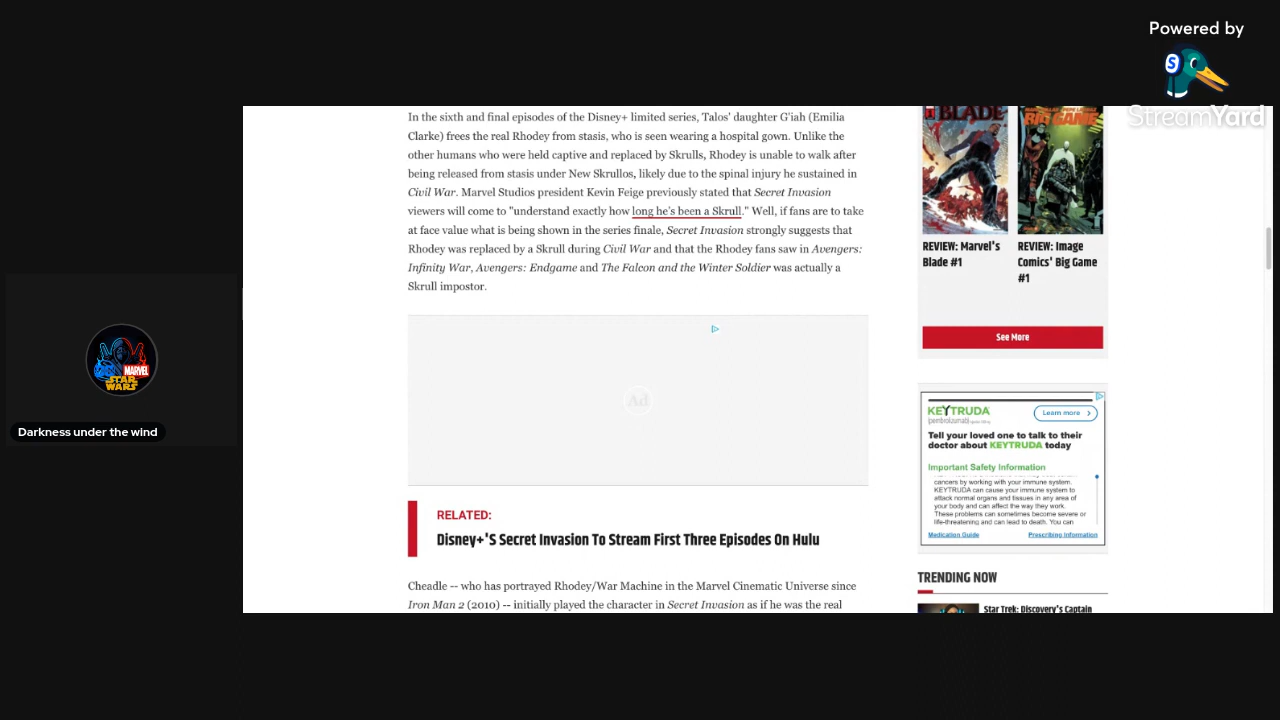 Powered by
S
StreamYard
In the sixth and final episodes of the Disney+ limited series, Talos' daughter G'iah (Emilia
Clarke) frees the real Rhodey from stasis, who is seen wearing a hospital gown. Unlike the
other humans who were held captive and replaced by Skrulls, Rhodey is unable to walk after
being released from stasis under New Skrullos, likely due to the spinal injury he sustained in
Civil War. Marvel Studios president Kevin Feige previously stated that Secret Invasion
viewers will come to "understand exactly how long he's been a Skrull." Well, if fans are to take
at face value what is being shown in the series finale, Secret Invasion strongly suggests that
Rhodey was replaced by a Skrull during Civil War and that the Rhodey fans saw in Avengers:
Infinity War, Avengers: Endgame and The Falcon and the Winter Soldier was actually a
Skrull impostor.
Ad
RELATED:
Disney+'S Secret Invasion To Stream First Three Episodes On Hulu
Cheadle -- who has portrayed Rhodey/War Machine in the Marvel Cinematic Universe since
Iron Man 2 (2010) -- initially played the character in Secret Invasion as if he was the real
BLADE
BIG GAME
REVIEW: Marvel's
Blade #1
REVIEW: Image
Comics' Big Game
#1
See More
KEYTRUDA
(pembrolizumab)
Learn more
Tell your loved one to talk to their
doctor about KEYTRUDA today
Important Safety Information
cancers by working with your immune system.
KEYTRUDA can cause your immune system to
attack normal organs and tissues in any area of
your body and can affect the way they work.
These problems can sometimes become severe or
life-threatening and can lead to death. You can
Medication Guide
Prescribing Information
TRENDING NOW
Star Trek: Discovery's Captain
MARVEL
STAR
WARS
Darkness under the wind